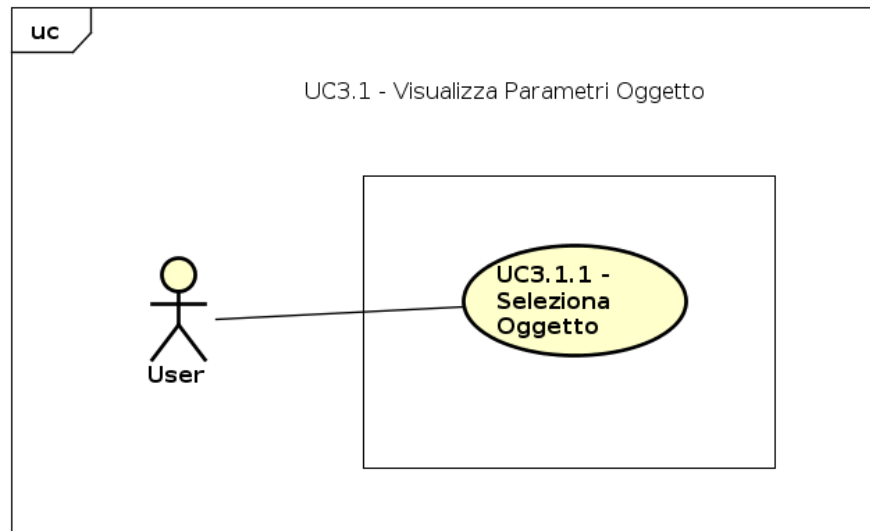 uc
UC3.1 - Visualizza Parametri Oggetto
UC3.1.1 -
Seleziona
Oggetto
User